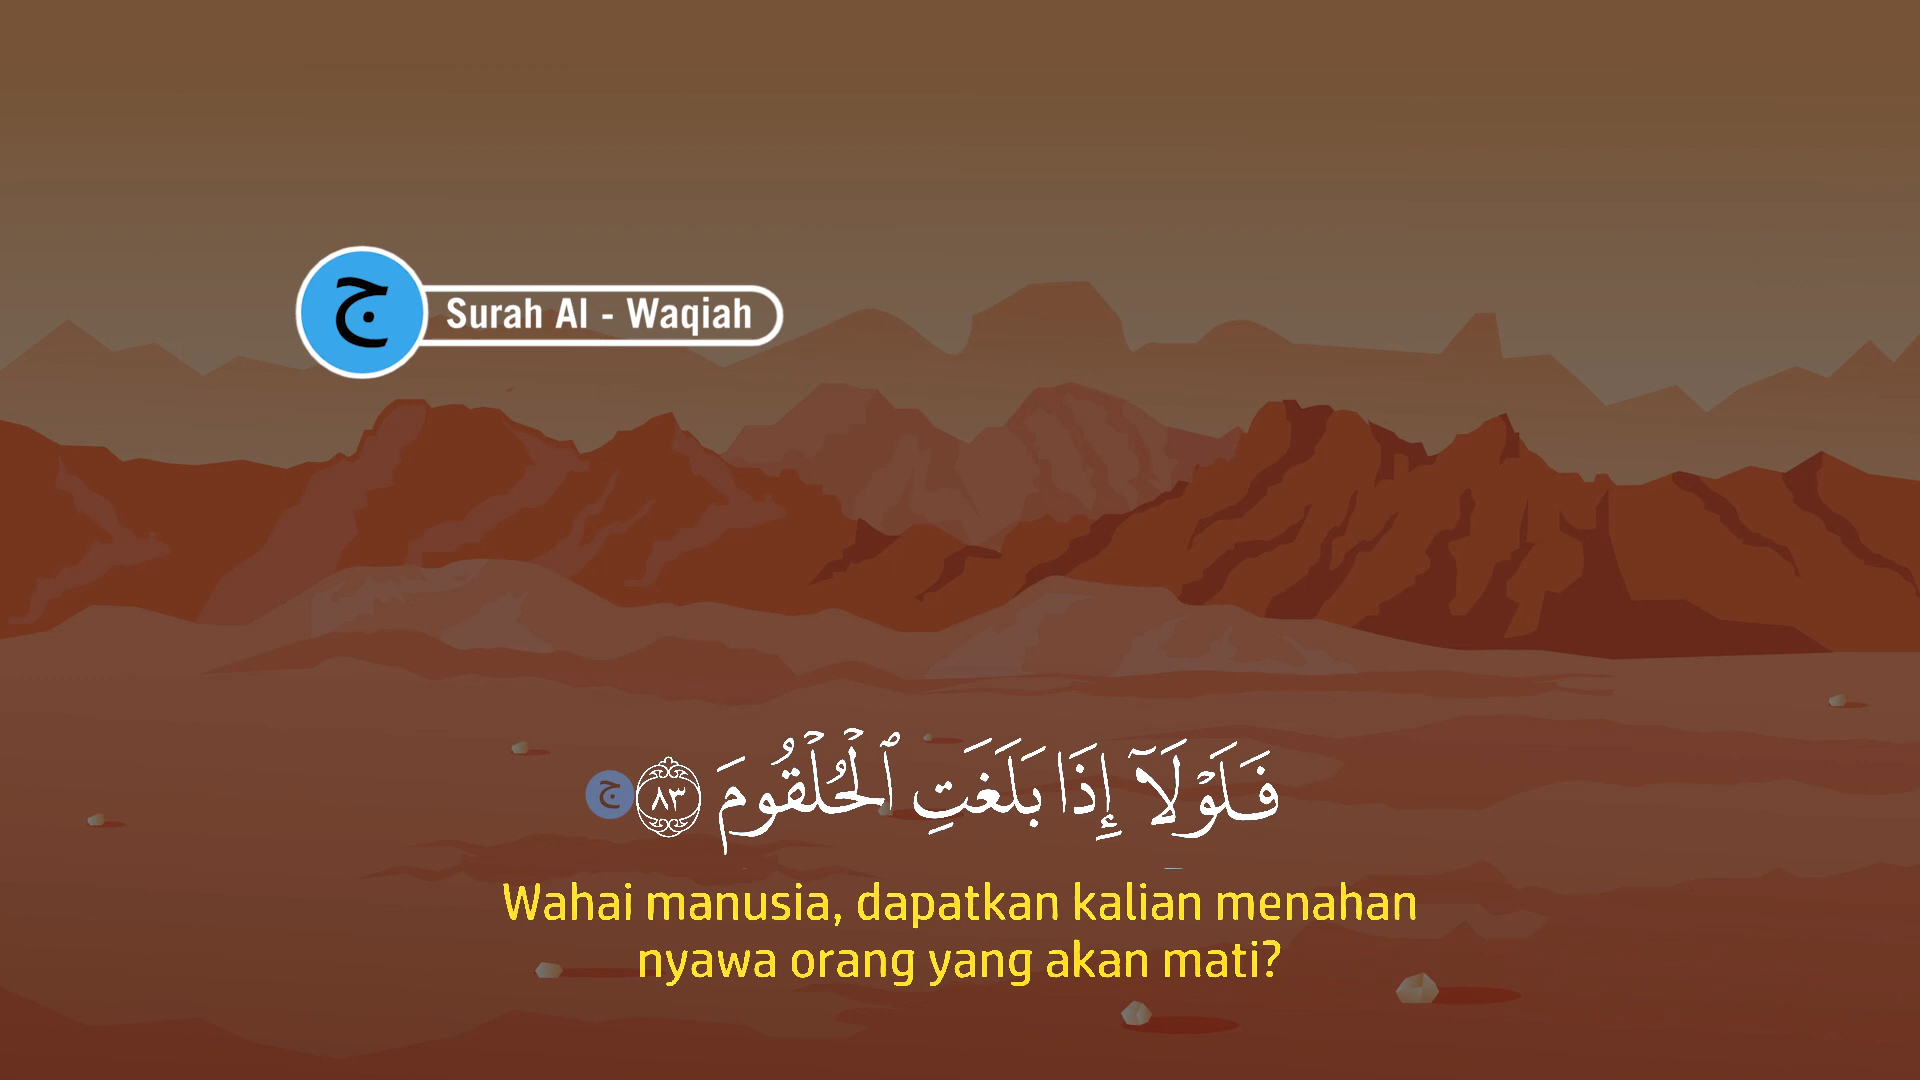 ج
Surah Al - Waqiah
فَلَوْلَآ إِذَا بَلَغَتِ ٱلْحُلْقُومَ ٨٣ ج
Wahai manusia, dapatkan kalian menahan
nyawa orang yang akan mati?